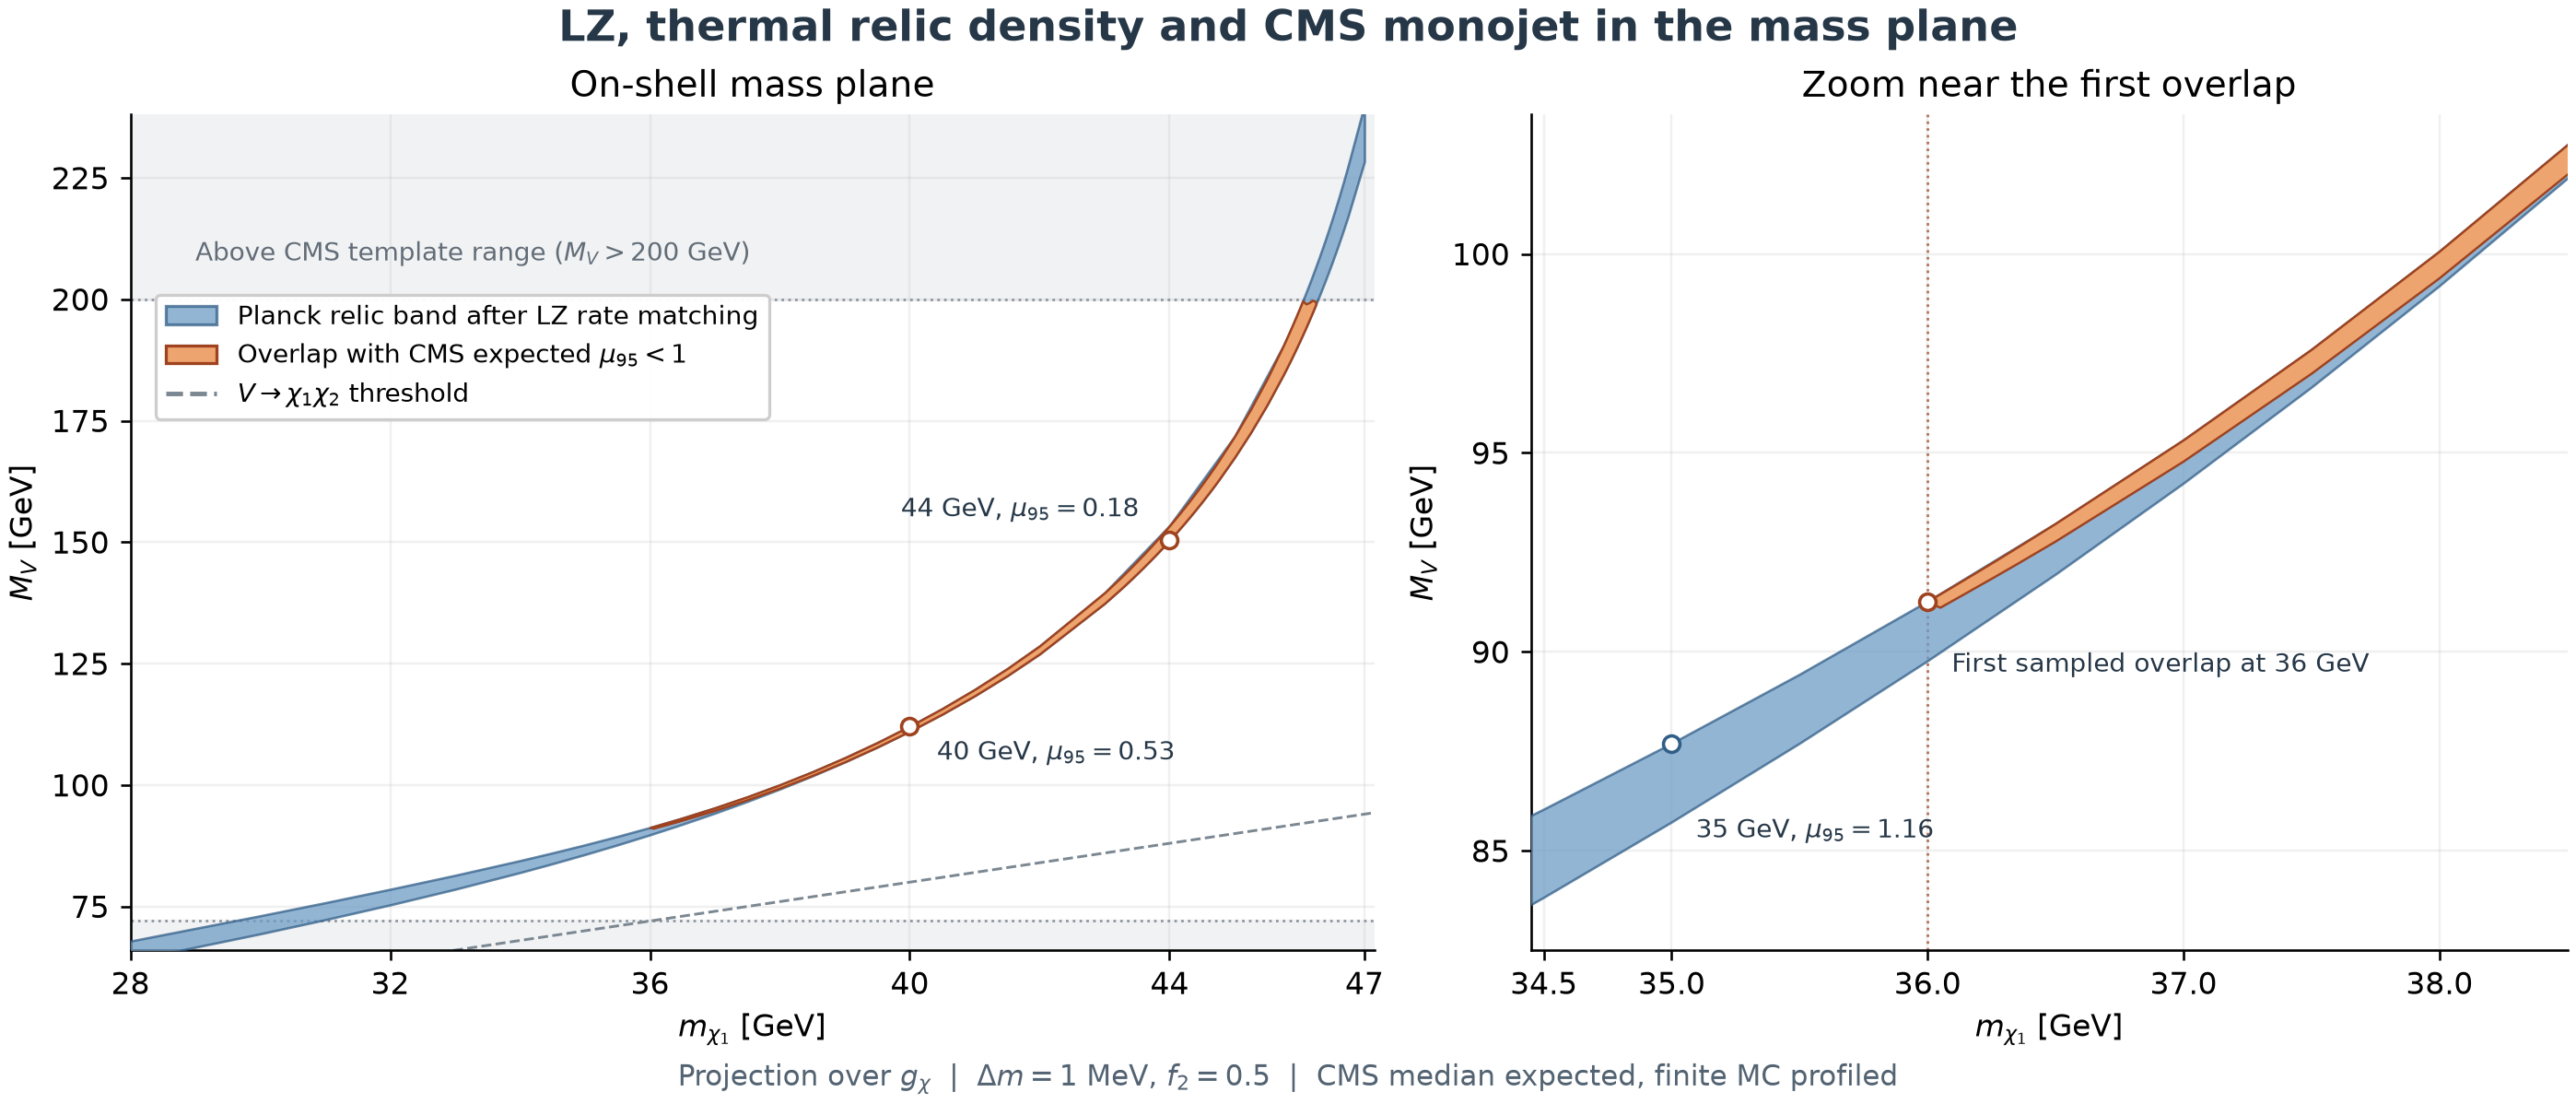 LZ, thermal relic density and CMS monojet in the mass plane
On-shell mass plane
225
200
175
150
125
100
75
M_V [GeV]
Above CMS template range (M_V > 200 GeV)
Planck relic band after LZ rate matching
Overlap with CMS expected μ₉₅ < 1
V → χ₁χ₂ threshold
44 GeV, μ₉₅ = 0.18
40 GeV, μ₉₅ = 0.53
28 32 36 40 44 47
m_χ₁ [GeV]
Zoom near the first overlap
100
95
90
85
M_V [GeV]
First sampled overlap at 36 GeV
35 GeV, μ₉₅ = 1.16
34.5 35.0 36.0 37.0 38.0
m_χ₁ [GeV]
Projection over g_χ | Δm = 1 MeV, f₂ = 0.5 | CMS median expected, finite MC profiled